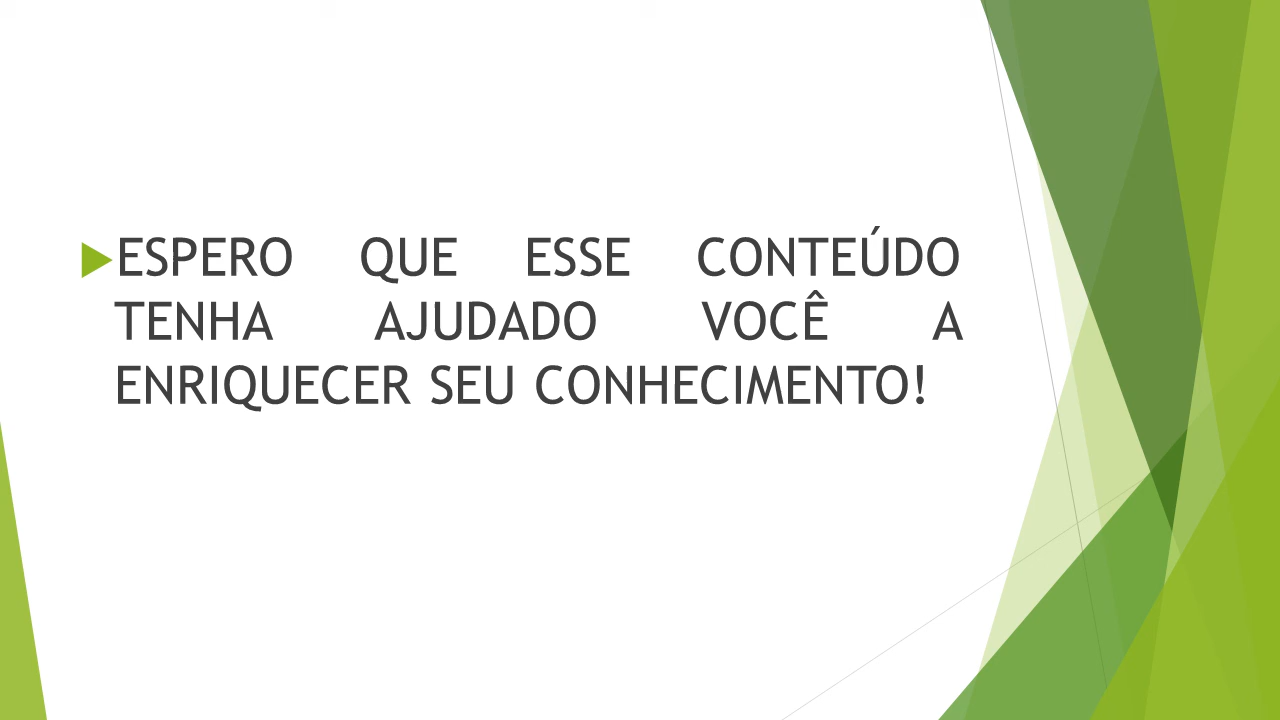 ESPERO QUE ESSE CONTEÚDO
TENHA AJUDADO VOCÊ A
ENRIQUECER SEU CONHECIMENTO!